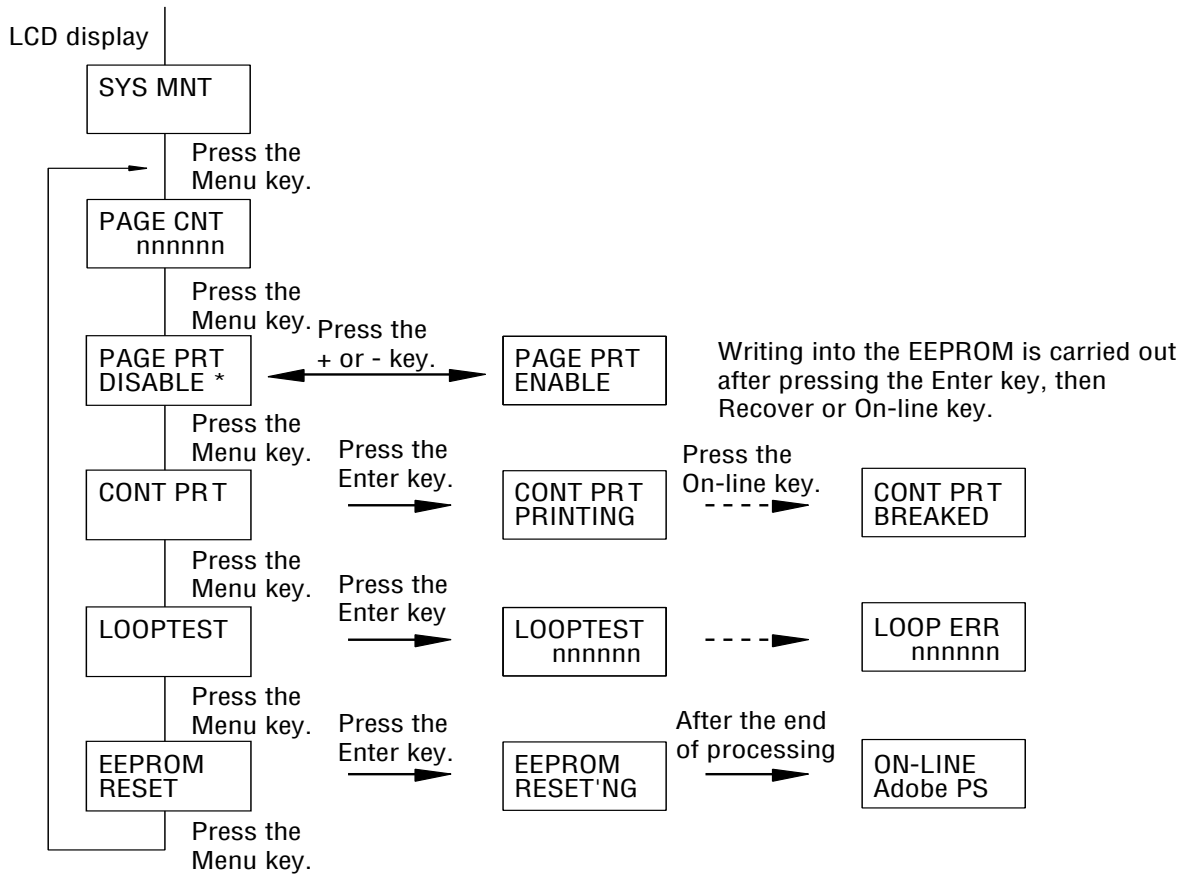 LCD display
SYS MNT
Press the
Menu key.
PAGE CNT
nnnnnn
Press the
Menu key.
PAGE PRT
DISABLE *
Press the
+ or - key.
PAGE PRT
ENABLE
Writing into the EEPROM is carried out
after pressing the Enter key, then
Recover or On-line key.
Press the
Menu key.
CONT PRT
Press the
Enter key.
CONT PRT
PRINTING
Press the
On-line key.
CONT PRT
BREAKED
Press the
Menu key.
LOOPTEST
Press the
Enter key
LOOPTEST
nnnnnn
LOOP ERR
nnnnnn
Press the
Menu key.
EEPROM
RESET
Press the
Enter key.
EEPROM
RESET'NG
After the end
of processing
ON-LINE
Adobe PS
Press the
Menu key.